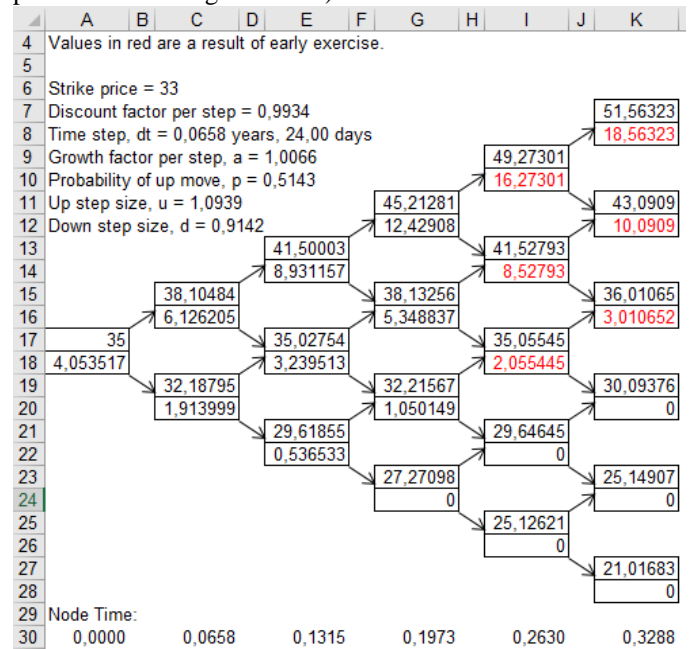 A B C D E F G H I J K
4 Values in red are a result of early exercise.
5
6 Strike price = 33
7 Discount factor per step = 0,9934 51,56323
8 Time step, dt = 0,0658 years, 24,00 days 18,56323
9 Growth factor per step, a = 1,0066 49,27301
10 Probability of up move, p = 0,5143 16,27301
11 Up step size, u = 1,0939 45,21281 43,0909
12 Down step size, d = 0,9142 12,42908 10,0909
13 41,50003 41,52793
14 8,931157 8,52793
15 38,10484 38,13256 36,01065
16 6,126205 5,348837 3,010652
17 35 35,02754 35,05545
18 4,053517 3,239513 2,055445
19 32,18795 32,21567 30,09376
20 1,913999 1,050149 0
21 29,61855 29,64645
22 0,536533 0
23 27,27098 25,14907
24 0 0
25 25,12621
26 0
27 21,01683
28 0
29 Node Time:
30 0,0000 0,0658 0,1315 0,1973 0,2630 0,3288